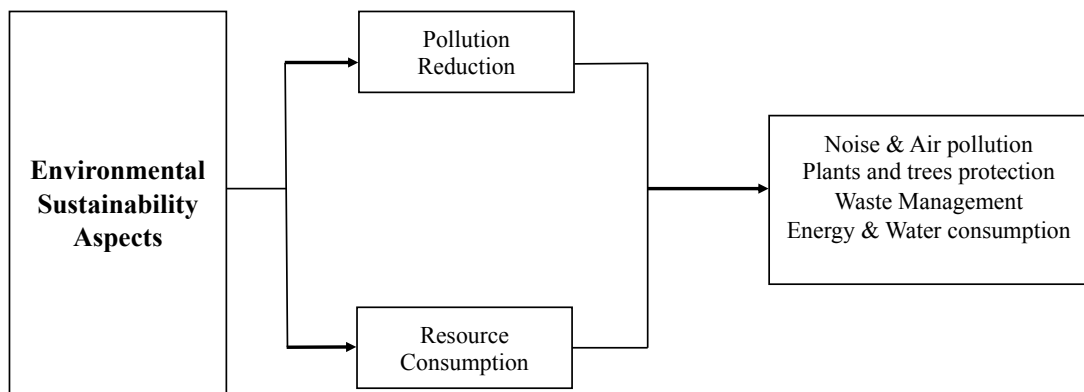 Environmental
Sustainability
Aspects
Pollution
Reduction
Resource
Consumption
Noise & Air pollution
Plants and trees protection
Waste Management
Energy & Water consumption